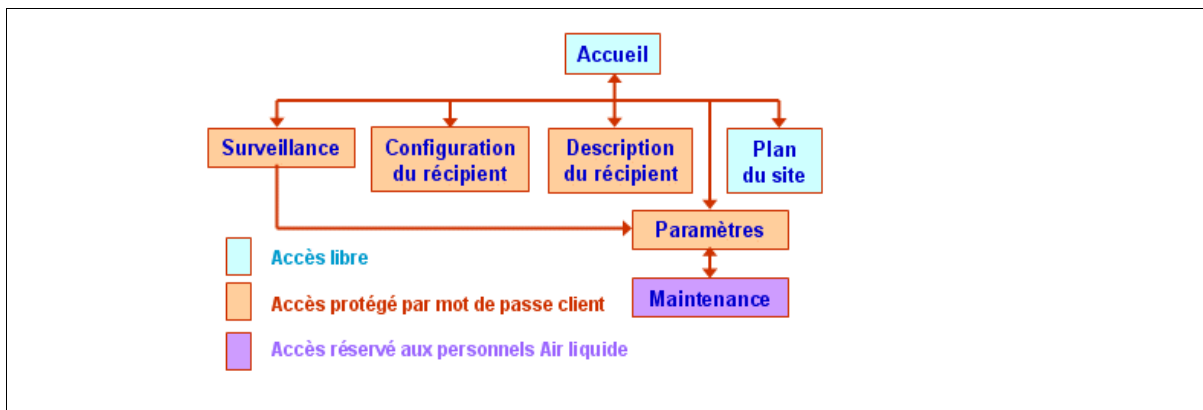 Accueil
Surveillance
Configuration
du récipient
Description
du récipient
Plan
du site
Paramètres
Accès libre
Accès protégé par mot de passe client
Maintenance
Accès réservé aux personnels Air liquide